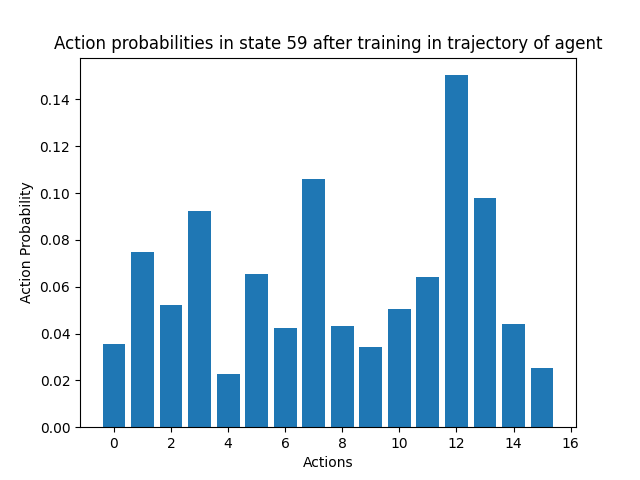 Action probabilities in state 59 after training in trajectory of agent
0.14
0.12
0.10
0.08
0.06
0.04
0.02
0.00
Action Probability
0 2 4 6 8 10 12 14 16
Actions